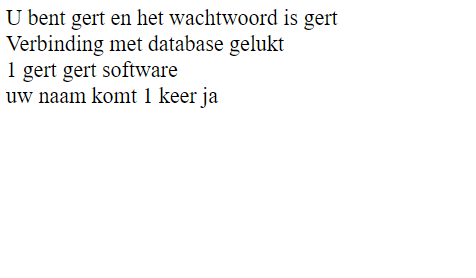 U bent gert en het wachtwoord is gert
Verbinding met database gelukt
1 gert gert software
uw naam komt 1 keer ja